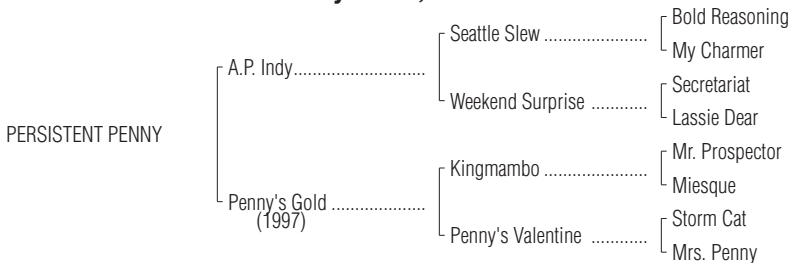 Bold Reasoning
Seattle Slew ......................
My Charmer
A.P. Indy............................
Secretariat
Weekend Surprise ............
Lassie Dear
PERSISTENT PENNY
Mr. Prospector
Kingmambo ......................
Miesque
Penny's Gold ....................
(1997)
Storm Cat
Penny's Valentine ............
Mrs. Penny